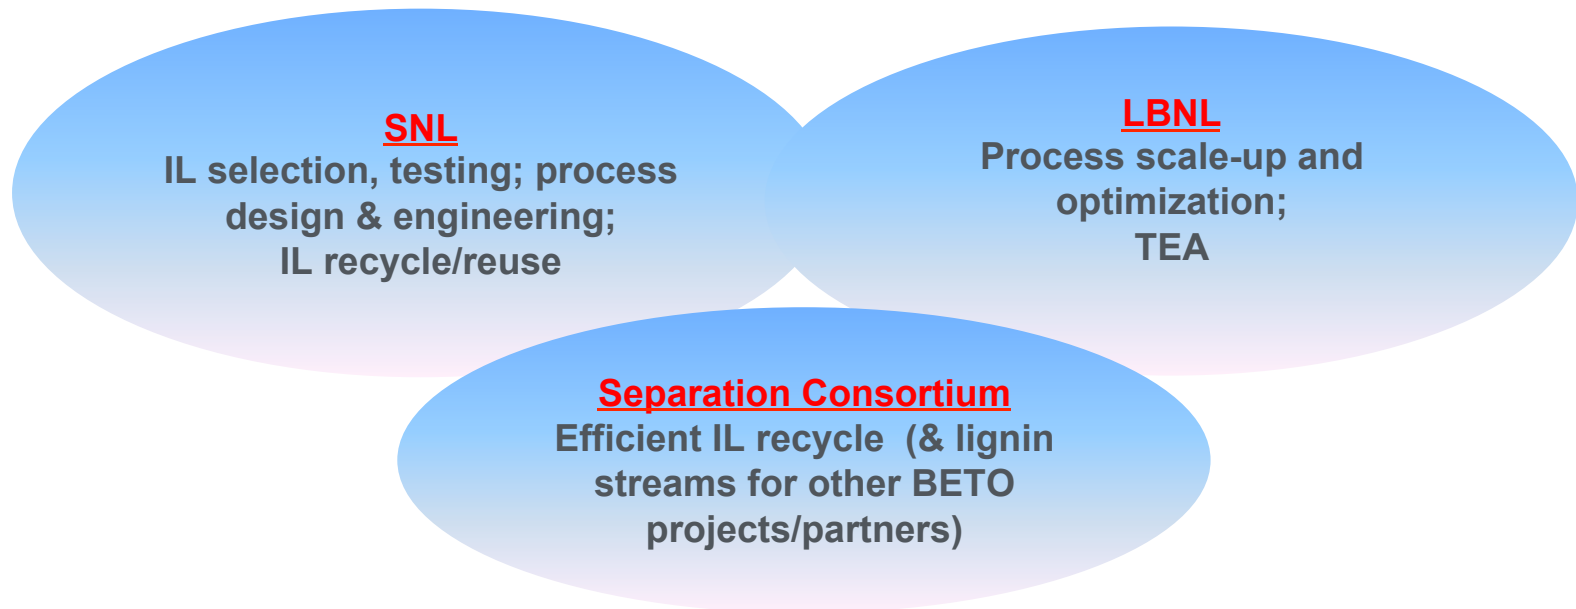 SNL
IL selection, testing; process
design & engineering;
IL recycle/reuse
LBNL
Process scale-up and
optimization;
TEA
Separation Consortium
Efficient IL recycle  (& lignin
streams for other BETO
projects/partners)